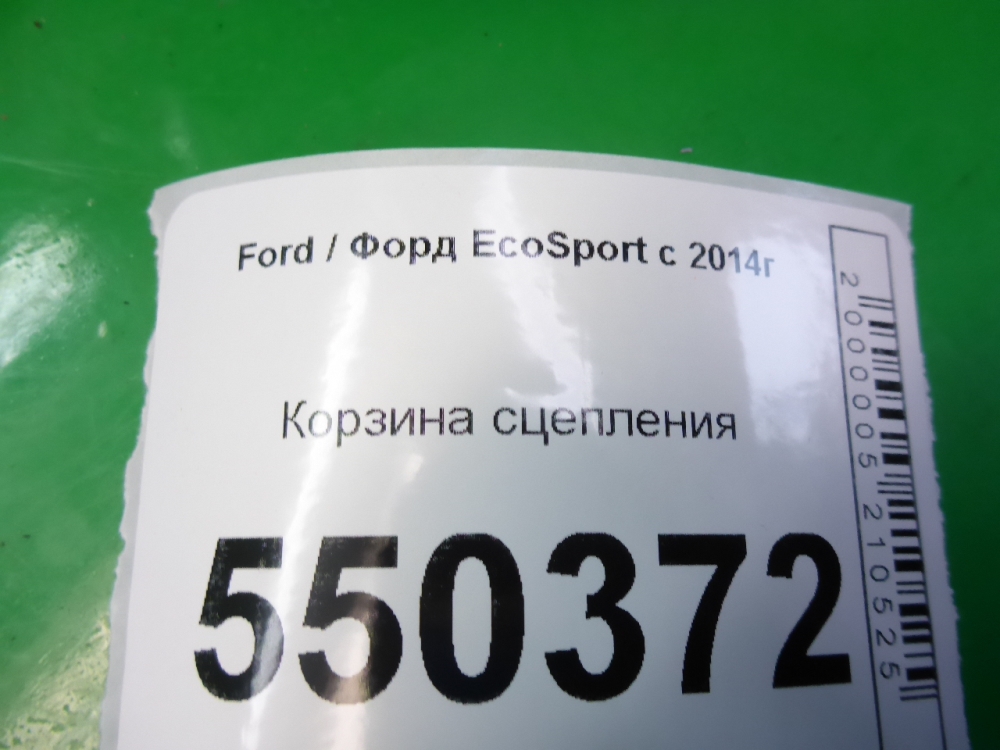 Ford / Форд EcoSport с 2014г
Корзина сцепления
550372
2000005210525